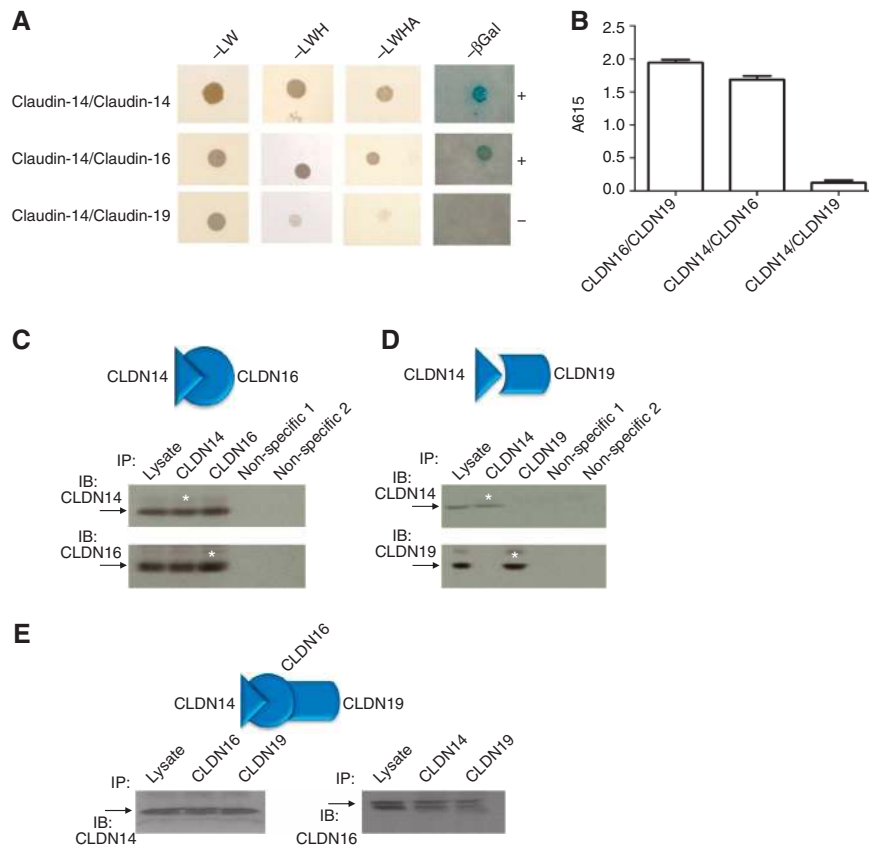 A
–LW –LWH –LWHA –βGal
Claudin-14/Claudin-14 +
Claudin-14/Claudin-16 +
Claudin-14/Claudin-19 –
B
A615
2.5
2.0
1.5
1.0
0.5
0.0
CLDN16/CLDN19
CLDN14/CLDN16
CLDN14/CLDN19
C
CLDN14 CLDN16
IP: Lysate CLDN14 CLDN16 Non-specific 1 Non-specific 2
IB:
CLDN14
*
IB:
CLDN16
*
D
CLDN14 CLDN19
IP: Lysate CLDN14 CLDN19 Non-specific 1 Non-specific 2
IB:
CLDN14
*
IB:
CLDN19
*
E
CLDN16
CLDN14 CLDN19
IP: Lysate CLDN16 CLDN19
IB:
CLDN14
IP: Lysate CLDN14 CLDN19
IB:
CLDN16